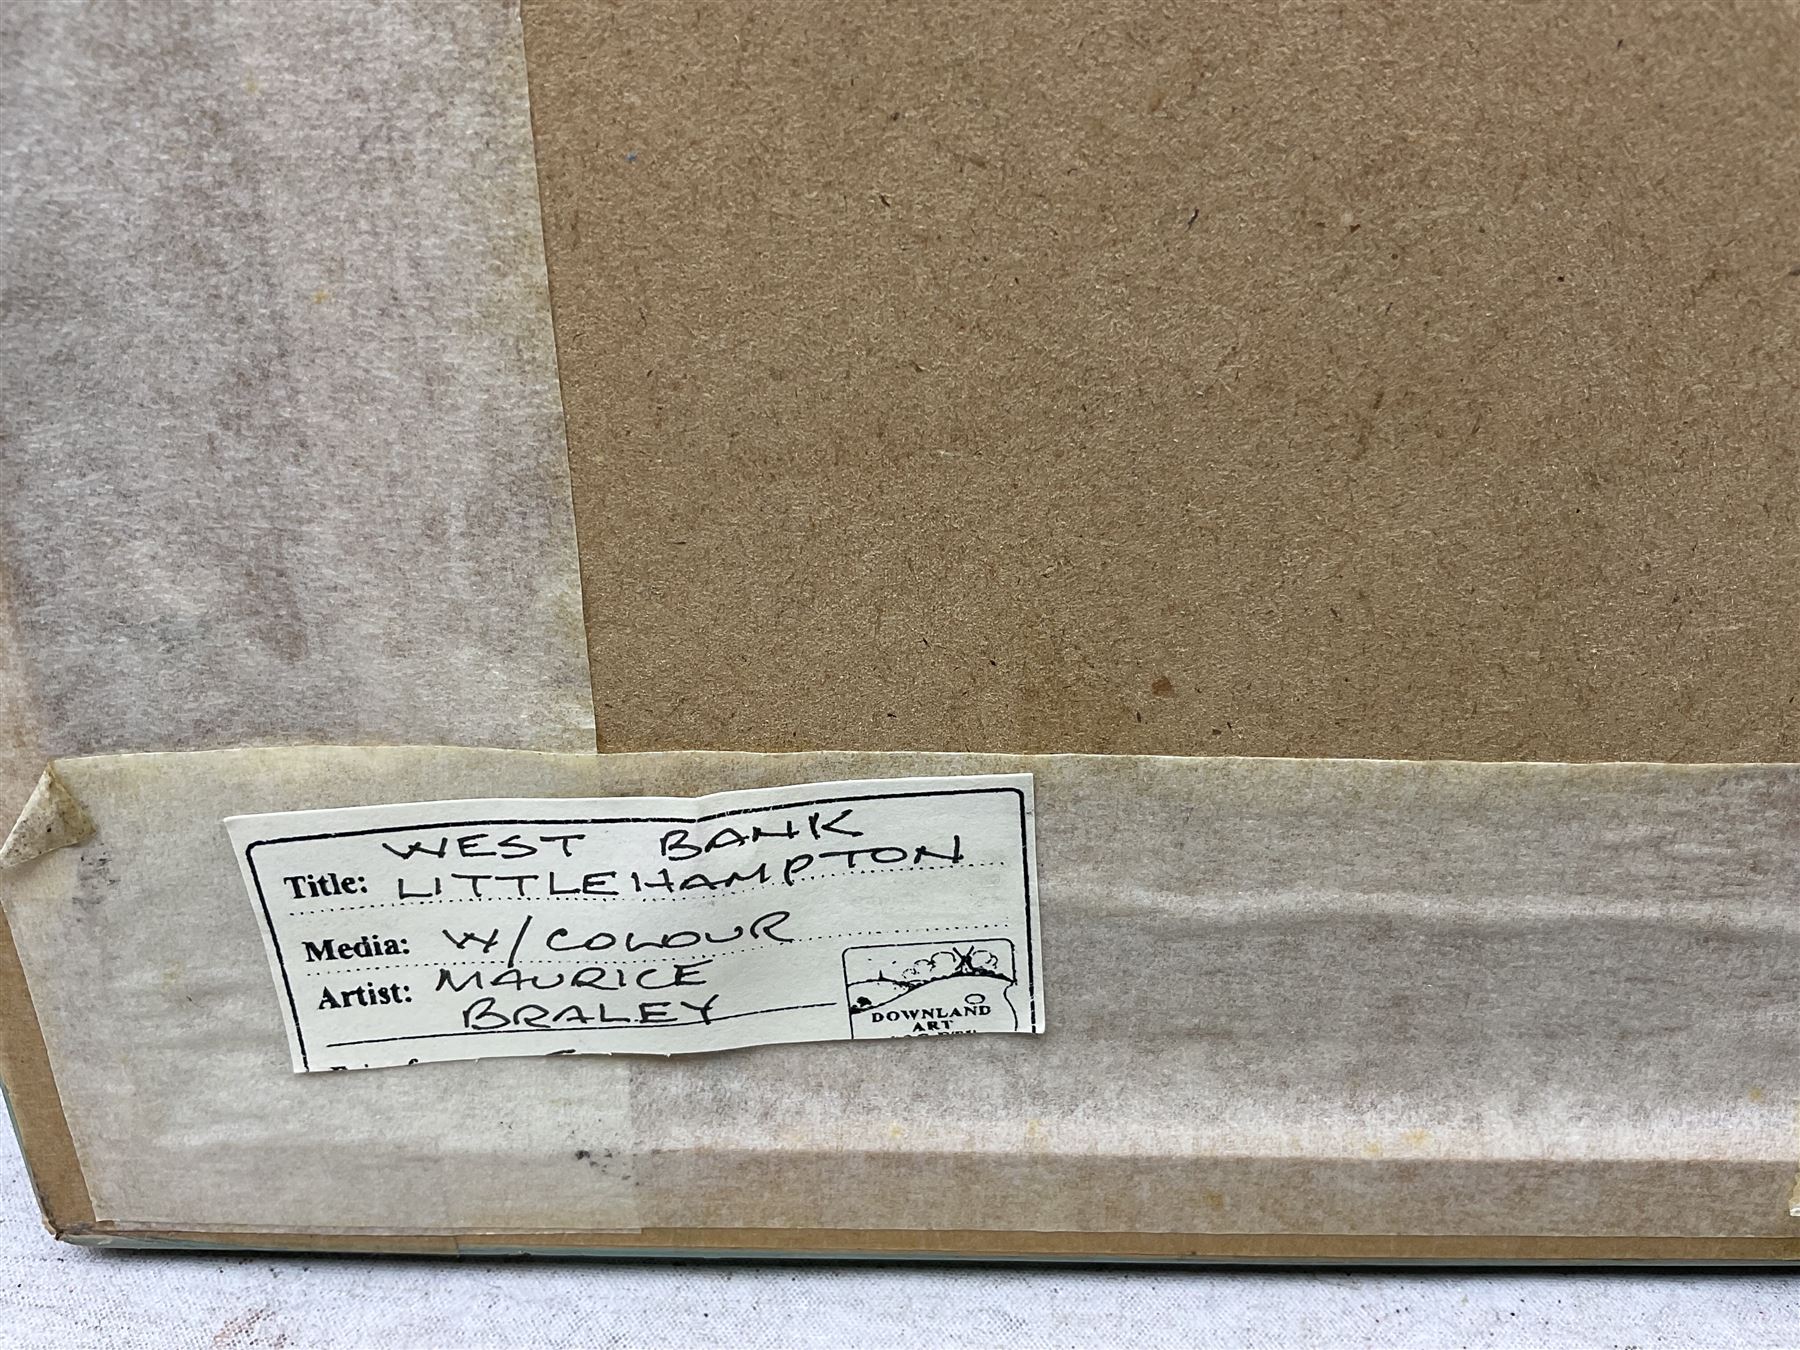 WEST BANK
Title: LITTLEHAMPTON
Media: W/COLOUR
Artist: MAURICE
BRALEY
DOWNLAND
ART